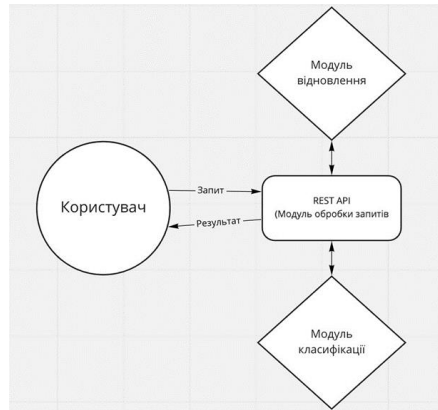 Модуль
відновлення
Користувач
Запит
Результат
REST API
(Модуль обробки запитів
Модуль
класифікації